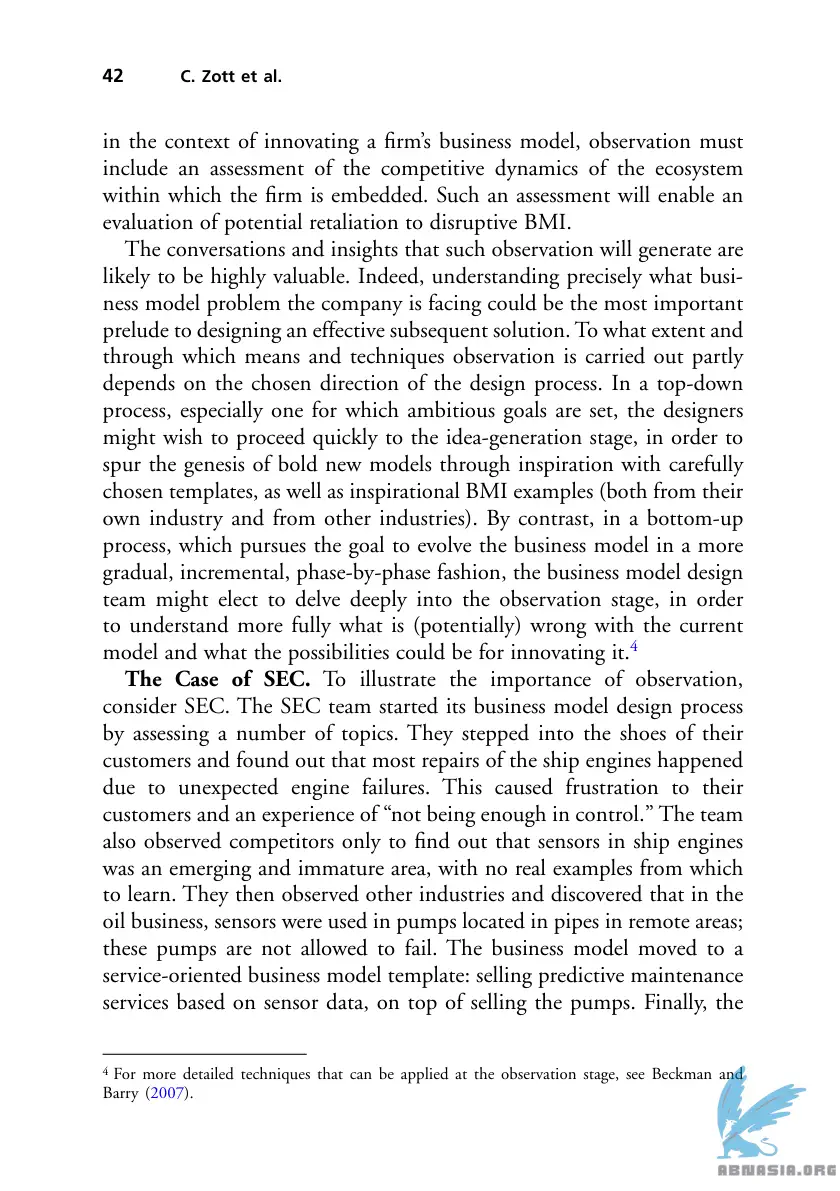 42 C. Zott et al.
in the context of innovating a firm’s business model, observation must
include an assessment of the competitive dynamics of the ecosystem
within which the firm is embedded. Such an assessment will enable an
evaluation of potential retaliation to disruptive BMI.
The conversations and insights that such observation will generate are
likely to be highly valuable. Indeed, understanding precisely what busi-
ness model problem the company is facing could be the most important
prelude to designing an effective subsequent solution. To what extent and
through which means and techniques observation is carried out partly
depends on the chosen direction of the design process. In a top-down
process, especially one for which ambitious goals are set, the designers
might wish to proceed quickly to the idea-generation stage, in order to
spur the genesis of bold new models through inspiration with carefully
chosen templates, as well as inspirational BMI examples (both from their
own industry and from other industries). By contrast, in a bottom-up
process, which pursues the goal to evolve the business model in a more
gradual, incremental, phase-by-phase fashion, the business model design
team might elect to delve deeply into the observation stage, in order
to understand more fully what is (potentially) wrong with the current
model and what the possibilities could be for innovating it.4
The Case of SEC. To illustrate the importance of observation,
consider SEC. The SEC team started its business model design process
by assessing a number of topics. They stepped into the shoes of their
customers and found out that most repairs of the ship engines happened
due to unexpected engine failures. This caused frustration to their
customers and an experience of “not being enough in control.” The team
also observed competitors only to find out that sensors in ship engines
was an emerging and immature area, with no real examples from which
to learn. They then observed other industries and discovered that in the
oil business, sensors were used in pumps located in pipes in remote areas;
these pumps are not allowed to fail. The business model moved to a
service-oriented business model template: selling predictive maintenance
services based on sensor data, on top of selling the pumps. Finally, the
4 For more detailed techniques that can be applied at the observation stage, see Beckman and
Barry (2007).
ABNASIA.ORG